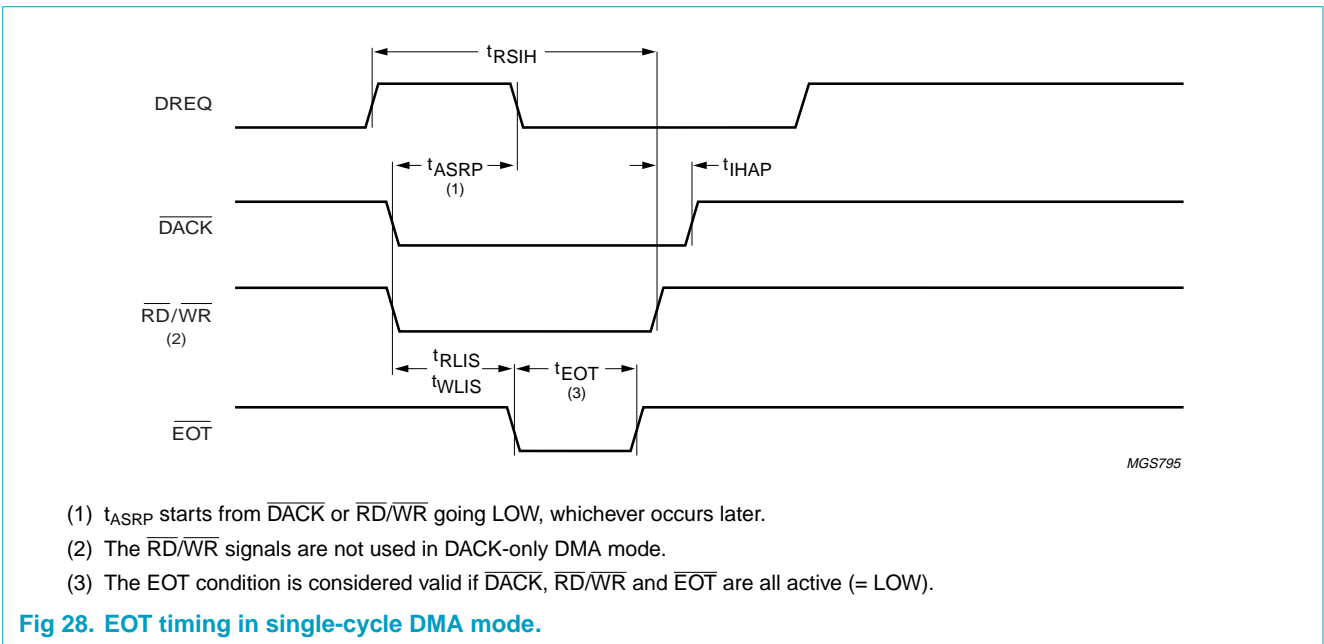 tRSIH
DREQ
tASRP
(1)
tIHAP
DACK
RD/WR
(2)
tRLIS
tWLIS
tEOT
(3)
EOT
MGS795
(1) tASRP starts from DACK or RD/WR going LOW, whichever occurs later.
(2) The RD/WR signals are not used in DACK-only DMA mode.
(3) The EOT condition is considered valid if DACK, RD/WR and EOT are all active (= LOW).
Fig 28. EOT timing in single-cycle DMA mode.